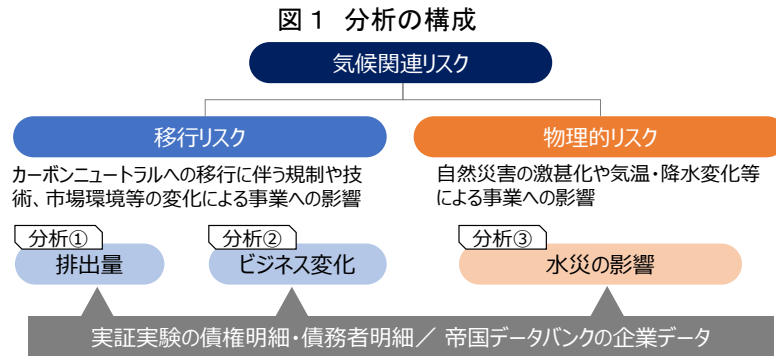 図１ 分析の構成
気候関連リスク
移行リスク
物理的リスク
カーボンニュートラルへの移行に伴う規制や技
術、市場環境等の変化による事業への影響
自然災害の激甚化や気温・降水変化等
による事業への影響
分析①
分析②
分析③
排出量
ビジネス変化
水災の影響
実証実験の債権明細・債務者明細／ 帝国データバンクの企業データ